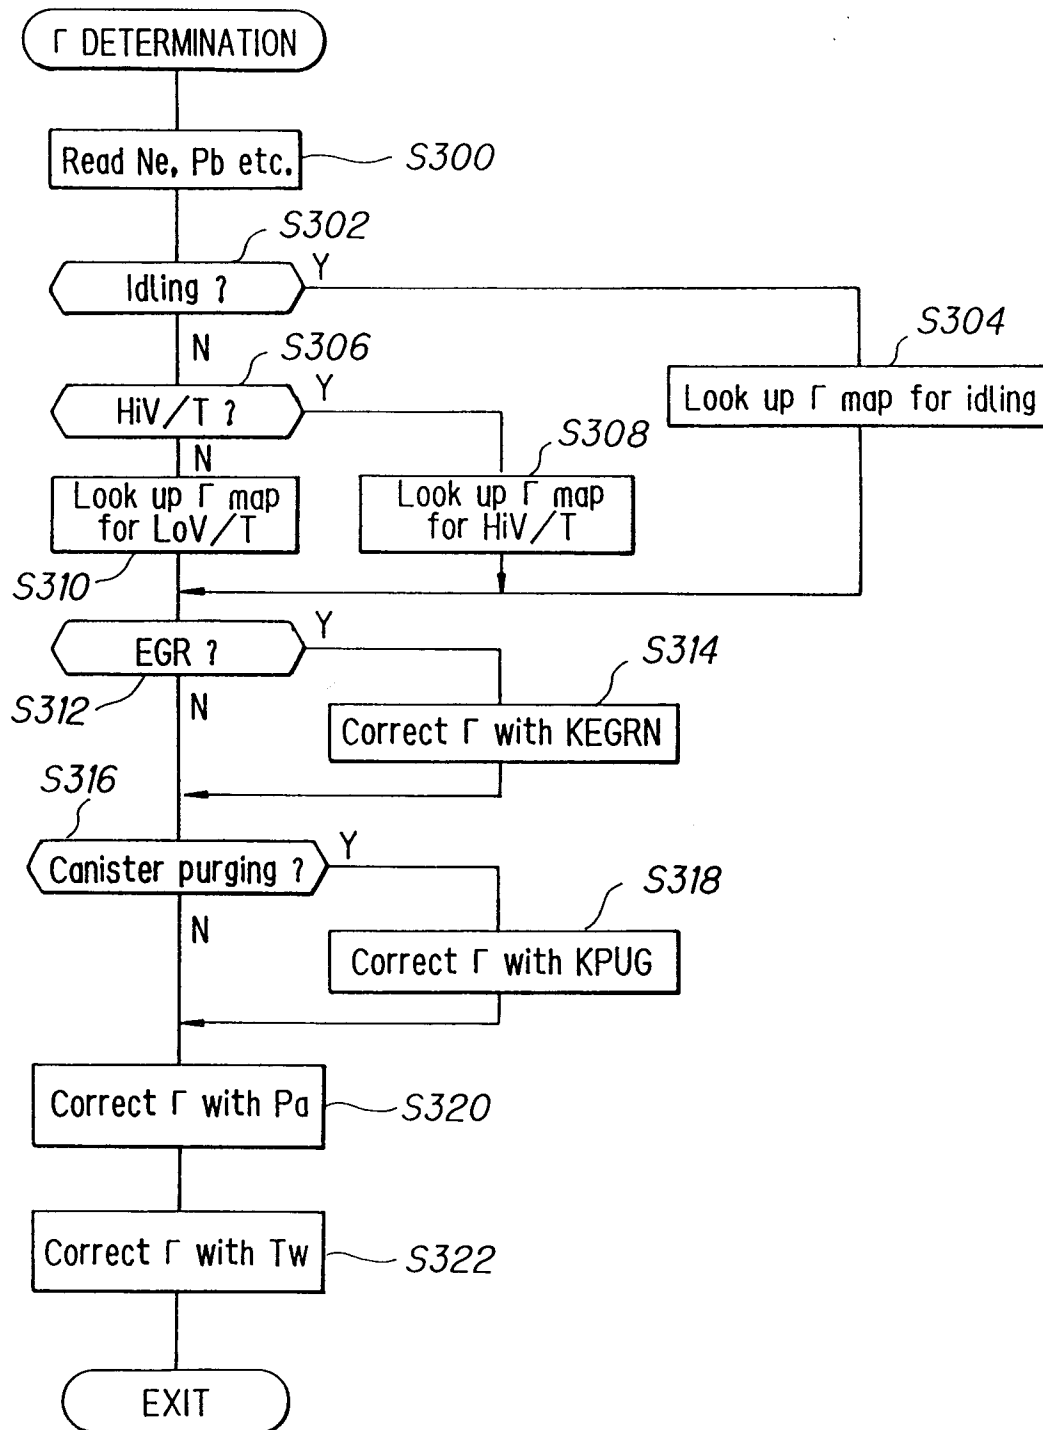 Γ DETERMINATION
Read Ne, Pb etc.
S300
S302
Idling ?
Y
N
S304
Look up Γ map for idling
S306
HiV/T ?
Y
N
S308
Look up Γ map
for HiV/T
Look up Γ map
for LoV/T
S310
EGR ?
Y
S312
N
S314
Correct Γ with KEGRN
S316
Canister purging ?
Y
N
S318
Correct Γ with KPUG
Correct Γ with Pa
S320
Correct Γ with Tw
S322
EXIT